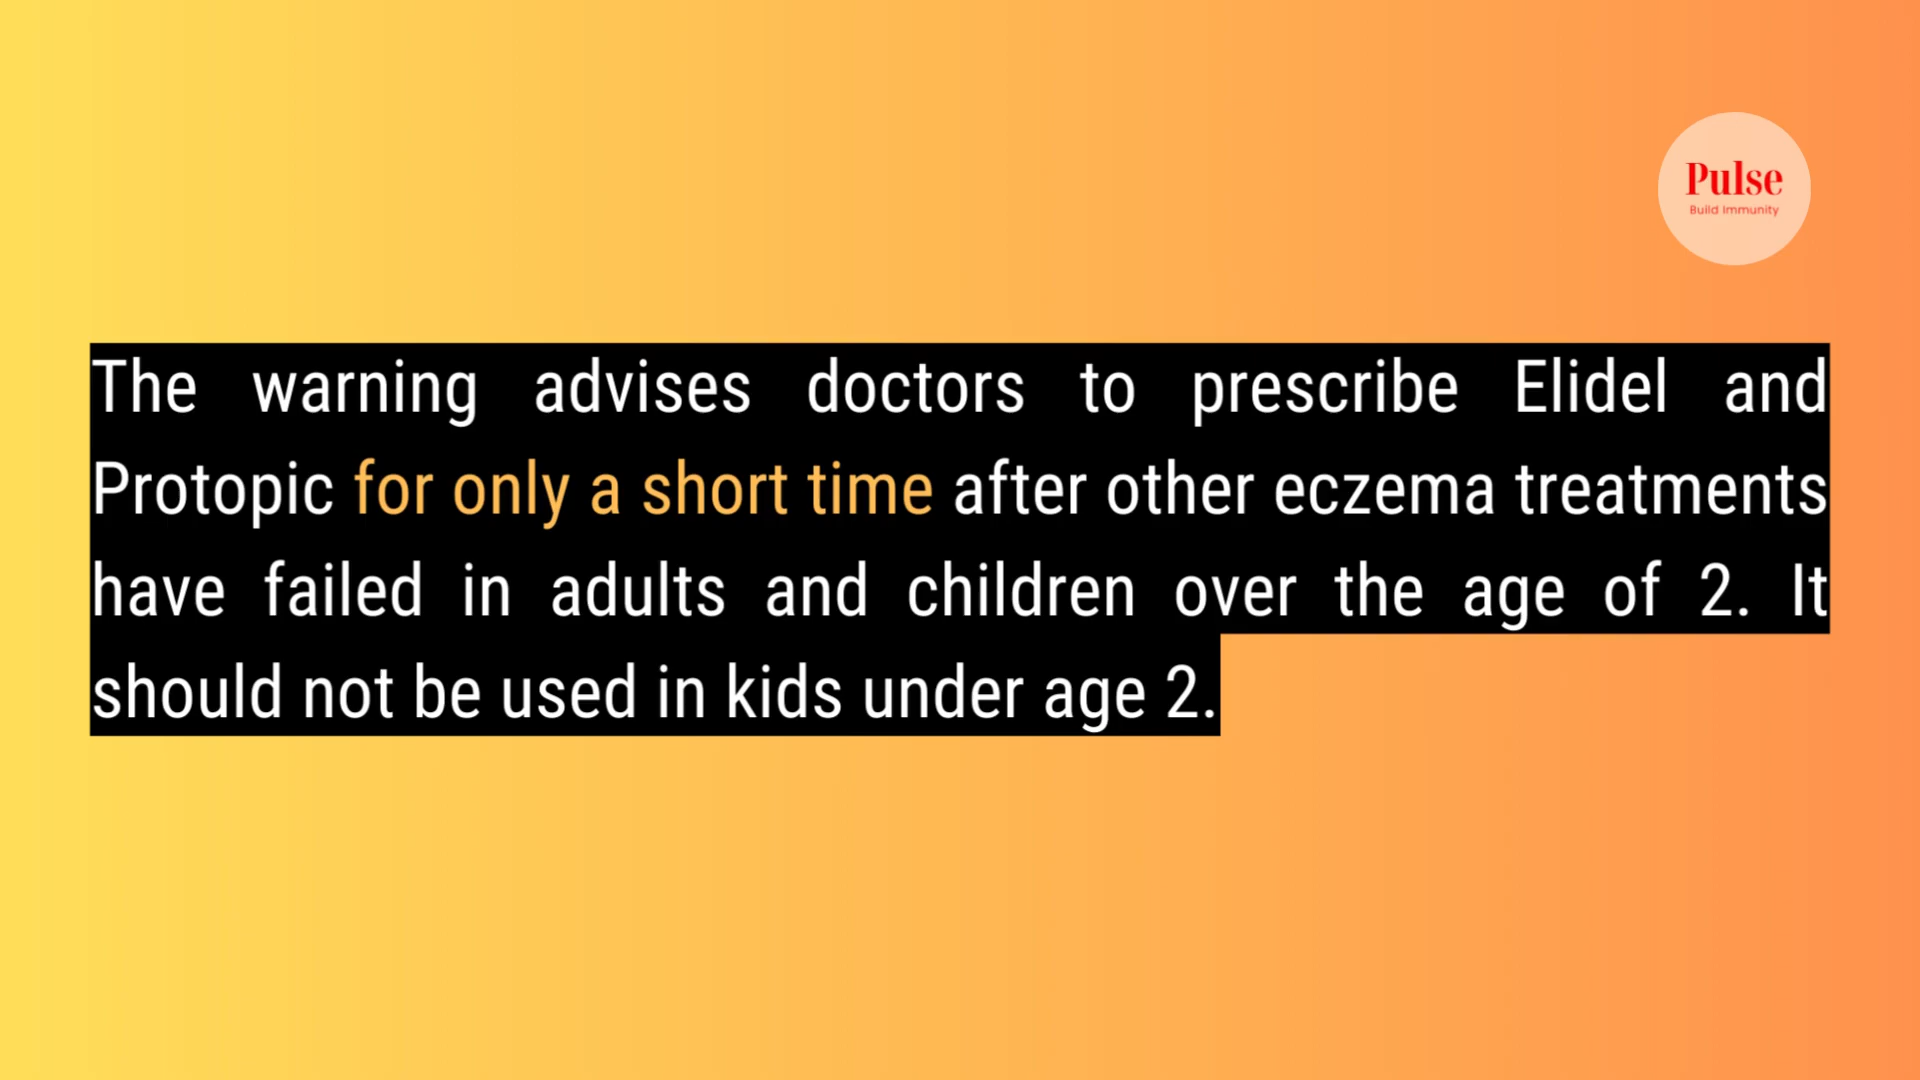 Pulse
Build Immunity
The warning advises doctors to prescribe Elidel and
Protopic for only a short time after other eczema treatments
have failed in adults and children over the age of 2. It
should not be used in kids under age 2.